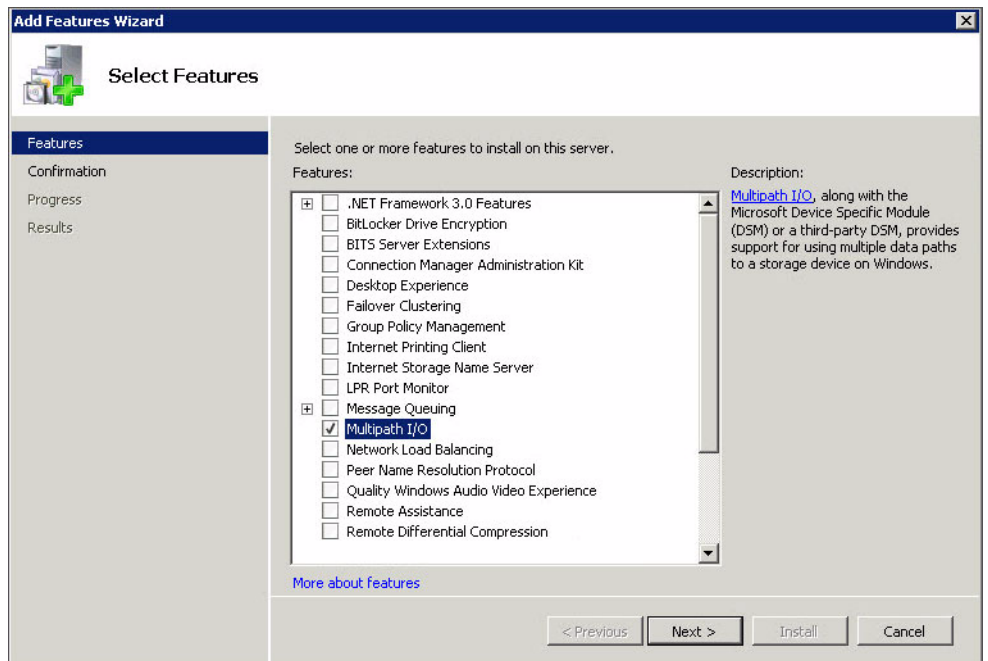 Add Features Wizard
Select Features
Features
Confirmation
Progress
Results
Select one or more features to install on this server.
Features:
.NET Framework 3.0 Features
BitLocker Drive Encryption
BITS Server Extensions
Connection Manager Administration Kit
Desktop Experience
Failover Clustering
Group Policy Management
Internet Printing Client
Internet Storage Name Server
LPR Port Monitor
Message Queuing
Multipath I/O
Network Load Balancing
Peer Name Resolution Protocol
Quality Windows Audio Video Experience
Remote Assistance
Remote Differential Compression
More about features
Description:
Multipath I/O, along with the
Microsoft Device Specific Module
(DSM) or a third-party DSM, provides
support for using multiple data paths
to a storage device on Windows.
< Previous
Next >
Install
Cancel